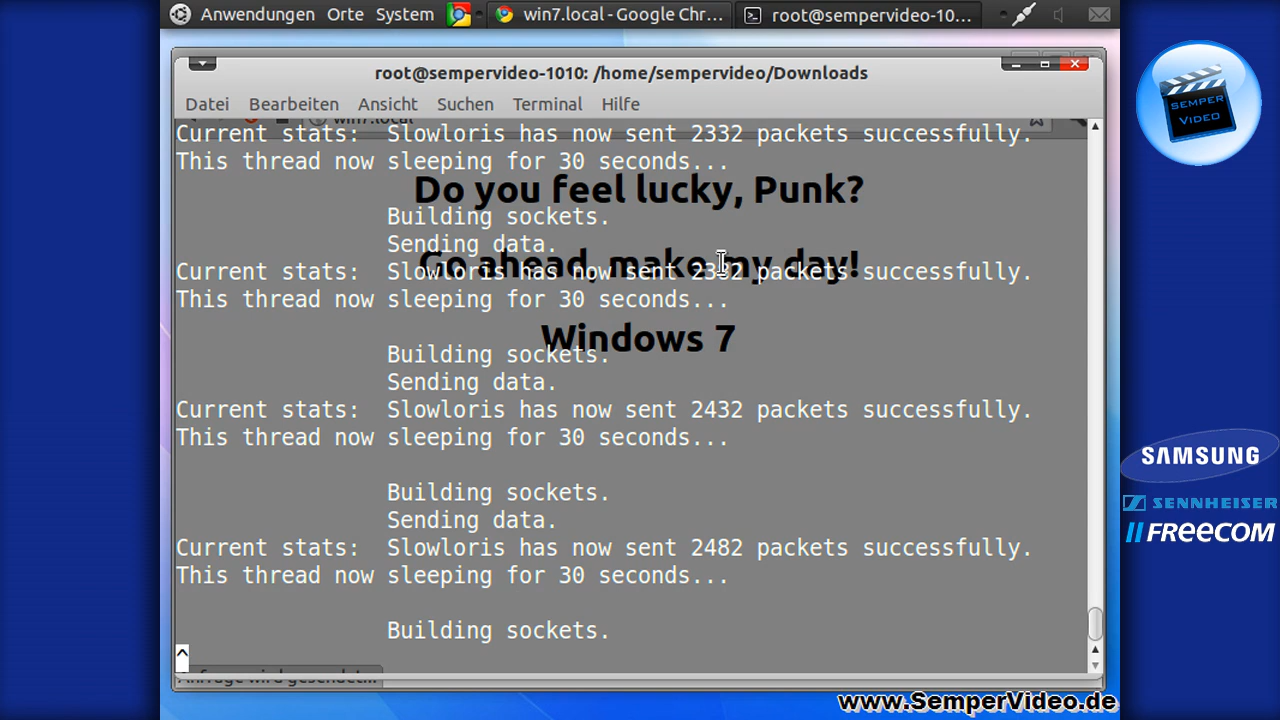 Anwendungen Orte System
win7.local - Google Chr...
root@sempervideo-10...
root@sempervideo-1010: /home/sempervideo/Downloads
Datei Bearbeiten Ansicht Suchen Terminal Hilfe
win7.local
Current stats: Slowloris has now sent 2332 packets successfully.
This thread now sleeping for 30 seconds...
Do you feel lucky, Punk?
Building sockets.
Sending data.
Go ahead, make my day!
Current stats: Slowloris has now sent 2382 packets successfully.
This thread now sleeping for 30 seconds...
Windows 7
Building sockets.
Sending data.
Current stats: Slowloris has now sent 2432 packets successfully.
This thread now sleeping for 30 seconds...
Building sockets.
Sending data.
Current stats: Slowloris has now sent 2482 packets successfully.
This thread now sleeping for 30 seconds...
Building sockets.
^
Anfrage wird gesendet...
SEMPER
VIDEO
SAMSUNG
SENNHEISER
FREECOM
www.SemperVideo.de